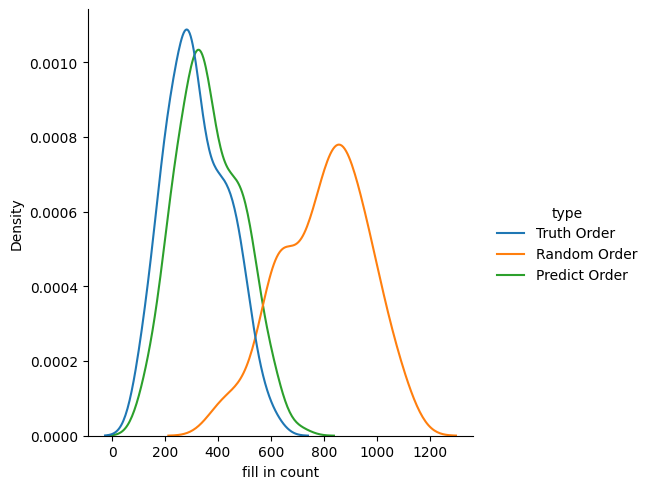 0.0010
0.0008
0.0006
0.0004
0.0002
0.0000
Density
0 200 400 600 800 1000 1200
fill in count
type
Truth Order
Random Order
Predict Order